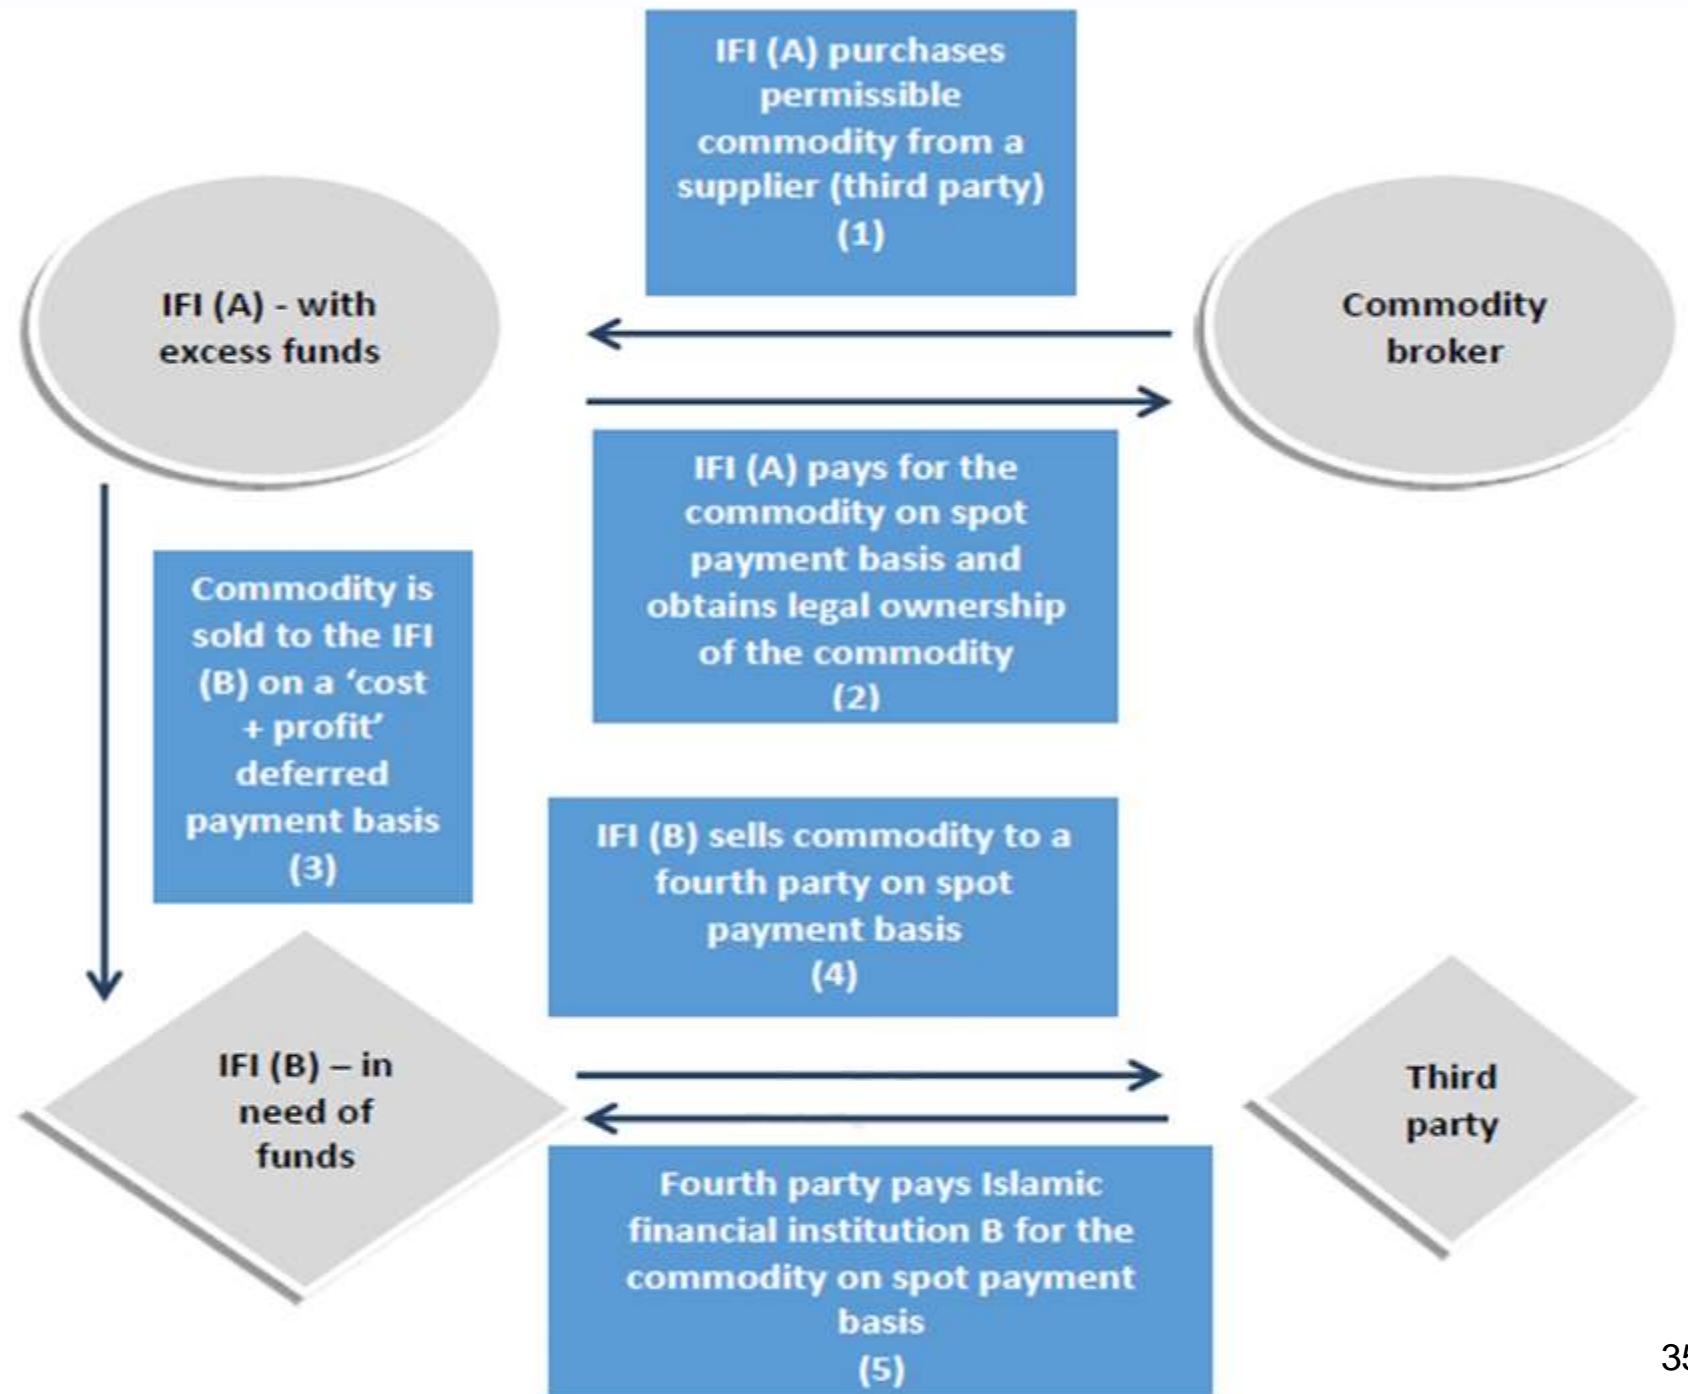 IFI (A) purchases
permissible
commodity from a
supplier (third party)
(1)
IFI (A) - with
excess funds
Commodity
broker
IFI (A) pays for the
commodity on spot
payment basis and
obtains legal ownership
of the commodity
(2)
Commodity is
sold to the IFI
(B) on a ‘cost
+ profit’
deferred
payment basis
(3)
IFI (B) sells commodity to a
fourth party on spot
payment basis
(4)
IFI (B) – in
need of
funds
Third
party
Fourth party pays Islamic
financial institution B for the
commodity on spot payment
basis
(5)
35